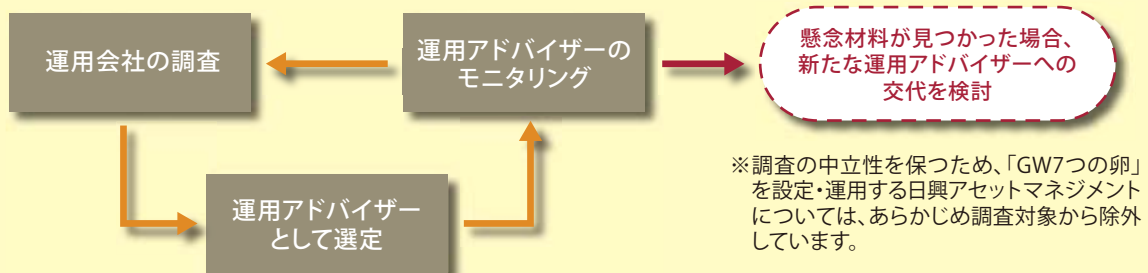 運用会社の調査
運用アドバイザーの
モニタリング
懸念材料が見つかった場合、
新たな運用アドバイザーへの
交代を検討
運用アドバイザー
として選定
※調査の中立性を保つため、「GW7つの卵」
を設定・運用する日興アセットマネジメント
については、あらかじめ調査対象から除外
しています。